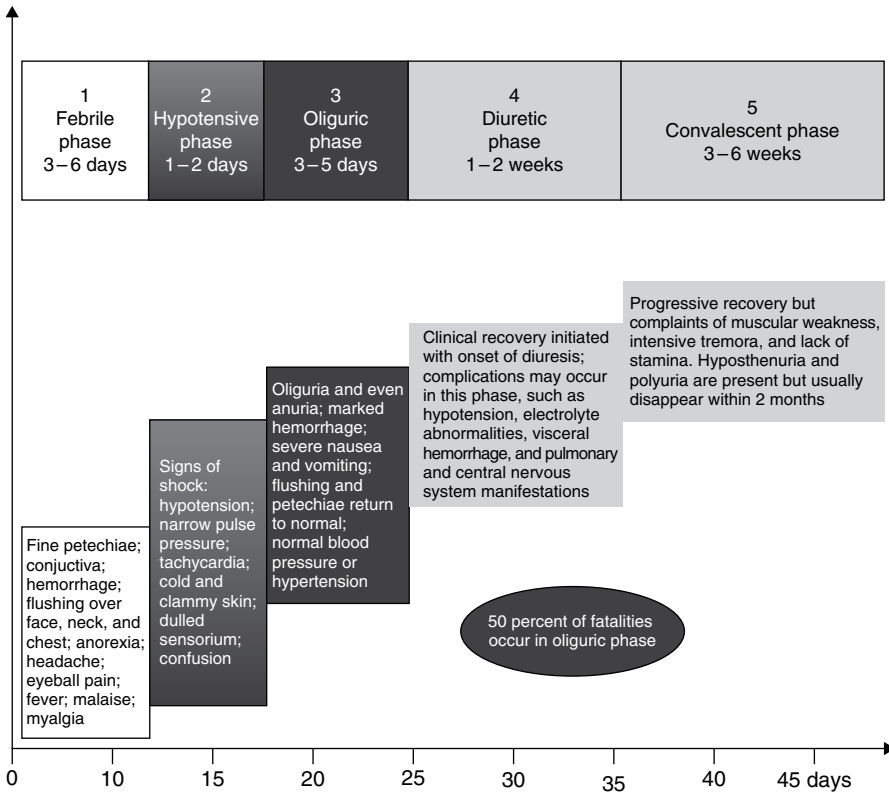 1
Febrile
phase
3–6 days
2
Hypotensive
phase
1–2 days
3
Oliguric
phase
3–5 days
4
Diuretic
phase
1–2 weeks
5
Convalescent phase
3–6 weeks
Fine petechiae;
conjuctiva;
hemorrhage;
flushing over
face, neck, and
chest; anorexia;
headache;
eyeball pain;
fever; malaise;
myalgia
Signs of
shock:
hypotension;
narrow pulse
pressure;
tachycardia;
cold and
clammy skin;
dulled
sensorium;
confusion
Oliguria and even
anuria; marked
hemorrhage;
severe nausea
and vomiting;
flushing and
petechiae return
to normal;
normal blood
pressure or
hypertension
Clinical recovery initiated
with onset of diuresis;
complications may occur
in this phase, such as
hypotension, electrolyte
abnormalities, visceral
hemorrhage, and pulmonary
and central nervous
system manifestations
Progressive recovery but
complaints of muscular weakness,
intensive tremora, and lack of
stamina. Hyposthenuria and
polyuria are present but usually
disappear within 2 months
50 percent of fatalities
occur in oliguric phase
0 10 15 20 25 30 35 40 45 days